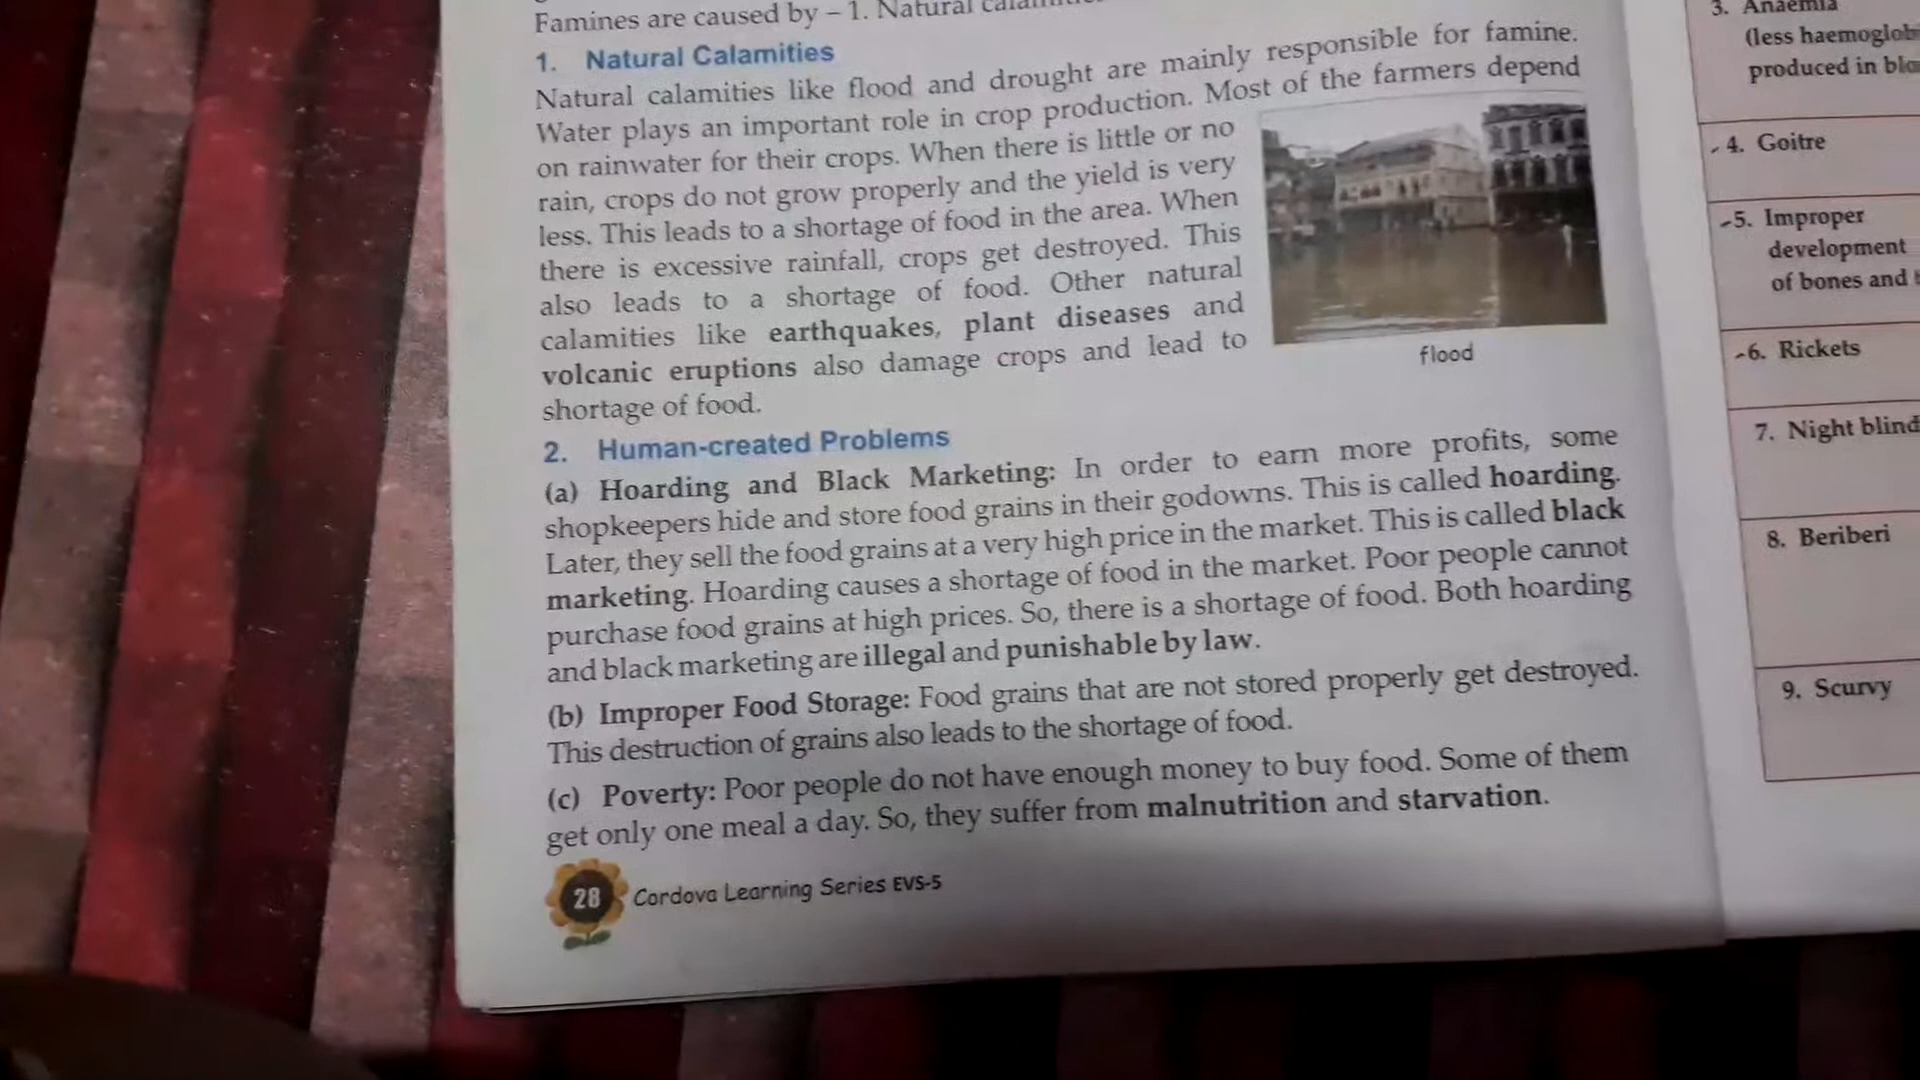 Famines are caused by – 1. Natural
1. Natural Calamities
Natural calamities like flood and drought are mainly responsible for famine.
Water plays an important role in crop production. Most of the farmers depend
on rainwater for their crops. When there is little or no
rain, crops do not grow properly and the yield is very
less. This leads to a shortage of food in the area. When
there is excessive rainfall, crops get destroyed. This
also leads to a shortage of food. Other natural
calamities like earthquakes, plant diseases and
volcanic eruptions also damage crops and lead to
shortage of food.
flood
2. Human-created Problems
(a) Hoarding and Black Marketing: In order to earn more profits, some
shopkeepers hide and store food grains in their godowns. This is called hoarding.
Later, they sell the food grains at a very high price in the market. This is called black
marketing. Hoarding causes a shortage of food in the market. Poor people cannot
purchase food grains at high prices. So, there is a shortage of food. Both hoarding
and black marketing are illegal and punishable by law.
(b) Improper Food Storage: Food grains that are not stored properly get destroyed.
This destruction of grains also leads to the shortage of food.
(c) Poverty: Poor people do not have enough money to buy food. Some of them
get only one meal a day. So, they suffer from malnutrition and starvation.
28 Cordova Learning Series EVS-5
3. Anaemia
(less
produced in
4. Goitre
5. Improper
development
of bones and
6. Rickets
7. Night
8. Beriberi
9. Scurvy